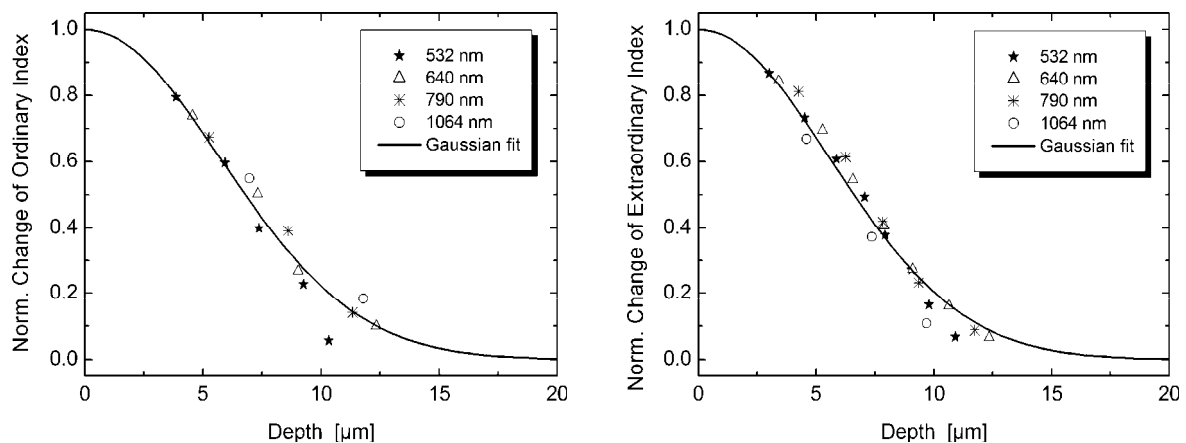 Norm. Change of Ordinary Index
1.0
0.8
0.6
0.4
0.2
0.0
532 nm
640 nm
790 nm
1064 nm
Gaussian fit
0 5 10 15 20
Depth [µm]
Norm. Change of Extraordinary Index
1.0
0.8
0.6
0.4
0.2
0.0
532 nm
640 nm
790 nm
1064 nm
Gaussian fit
0 5 10 15 20
Depth [µm]